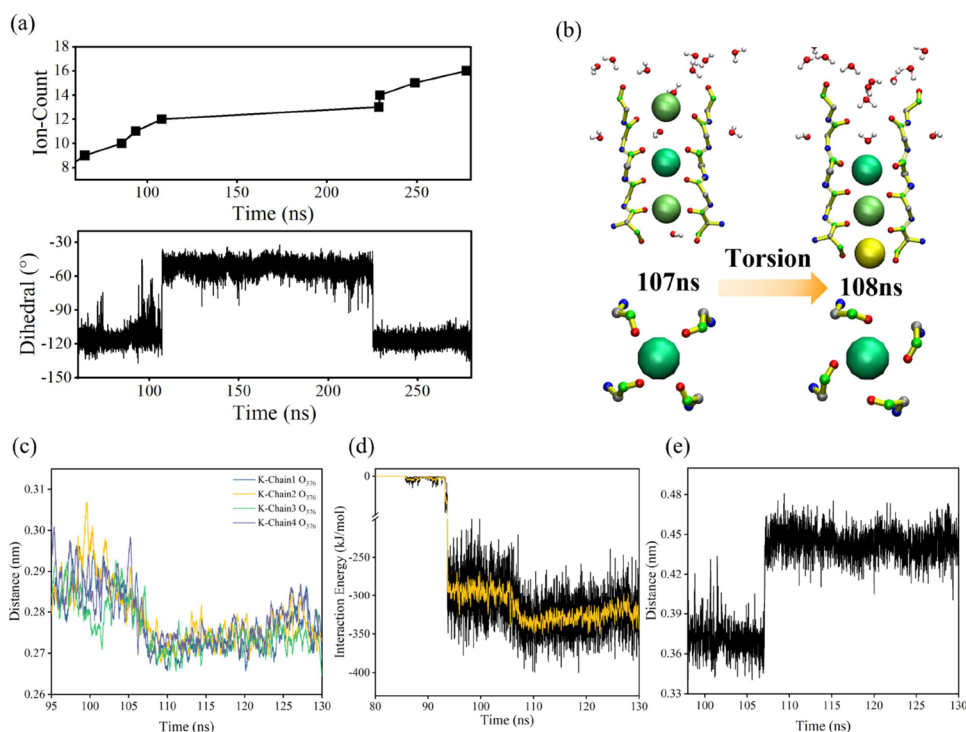 (a)
18
16
14
12
10
8
Ion-Count
100
150
200
250
Time (ns)
-30
-60
-90
-120
-150
Dihedral (°)
100
150
200
250
Time (ns)
(b)
107ns
Torsion
108ns
(c)
0.31
0.30
0.29
0.28
0.27
0.26
Distance (nm)
K-Chain1 O376
K-Chain2 O376
K-Chain3 O376
K-Chain4 O376
95
100
105
110
115
120
125
130
Time (ns)
(d)
0
-250
-300
-350
-400
Interaction Energy (kJ/mol)
80
90
100
110
120
130
Time (ns)
(e)
0.48
0.45
0.42
0.39
0.36
0.33
Distance (nm)
100
105
110
115
120
125
130
Time (ns)